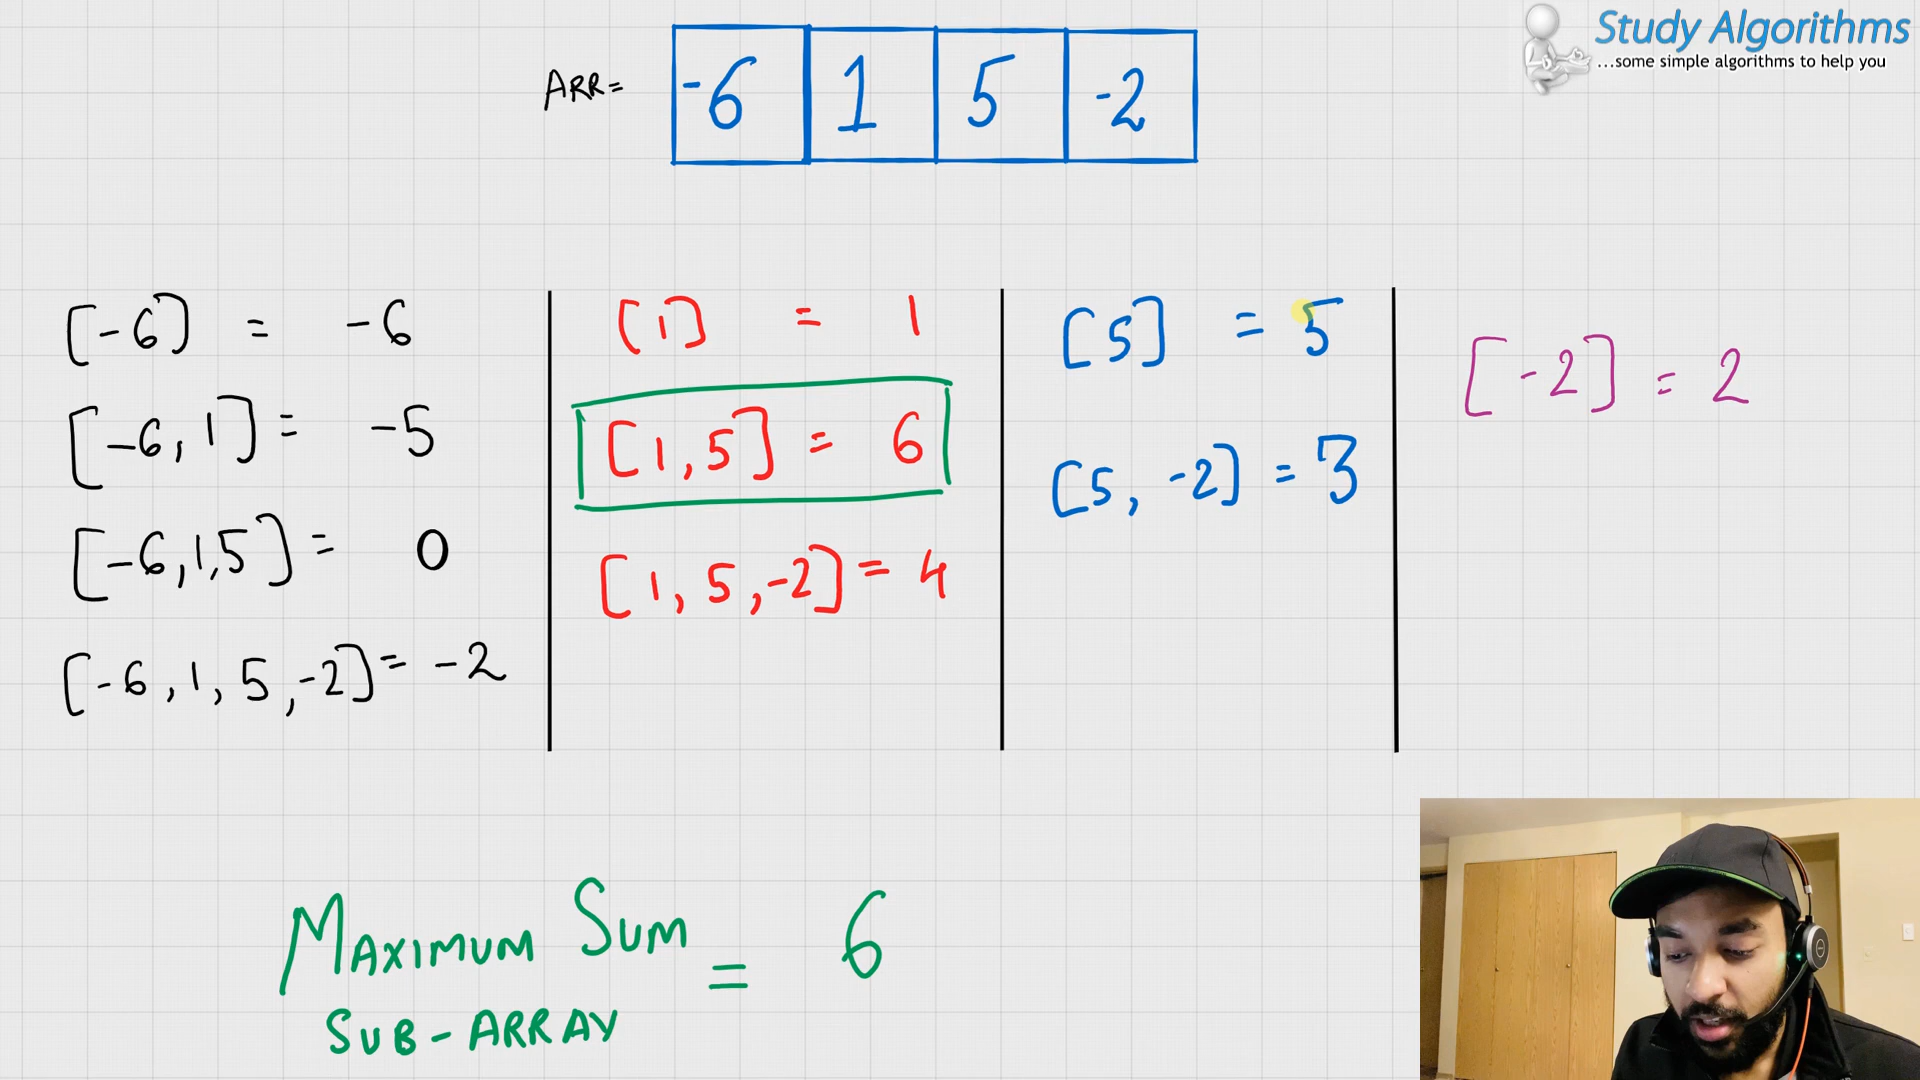 Study Algorithms
...some simple algorithms to help you
ARR = -6 1 5 -2
[-6] = -6
[-6, 1] = -5
[-6, 1, 5] = 0
[-6, 1, 5, -2] = -2
[1] = 1
[1, 5] = 6
[1, 5, -2] = 4
[5] = 5
[5, -2] = 3
[-2] = 2
MAXIMUM SUM = 6
SUB-ARRAY